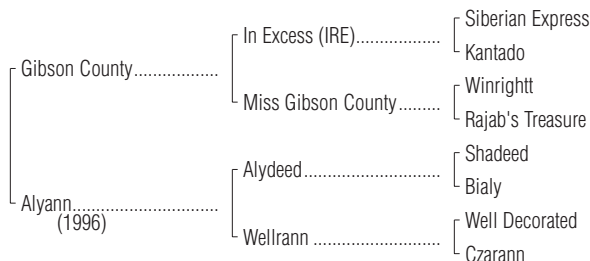 Siberian Express
In Excess (IRE)..................
Kantado
Gibson County..................
Winrightt
Miss Gibson County.........
Rajab's Treasure
Shadeed
Alydeed.............................
Bialy
Alyann...............................
(1996)
Well Decorated
Wellrann ...........................
Czarann